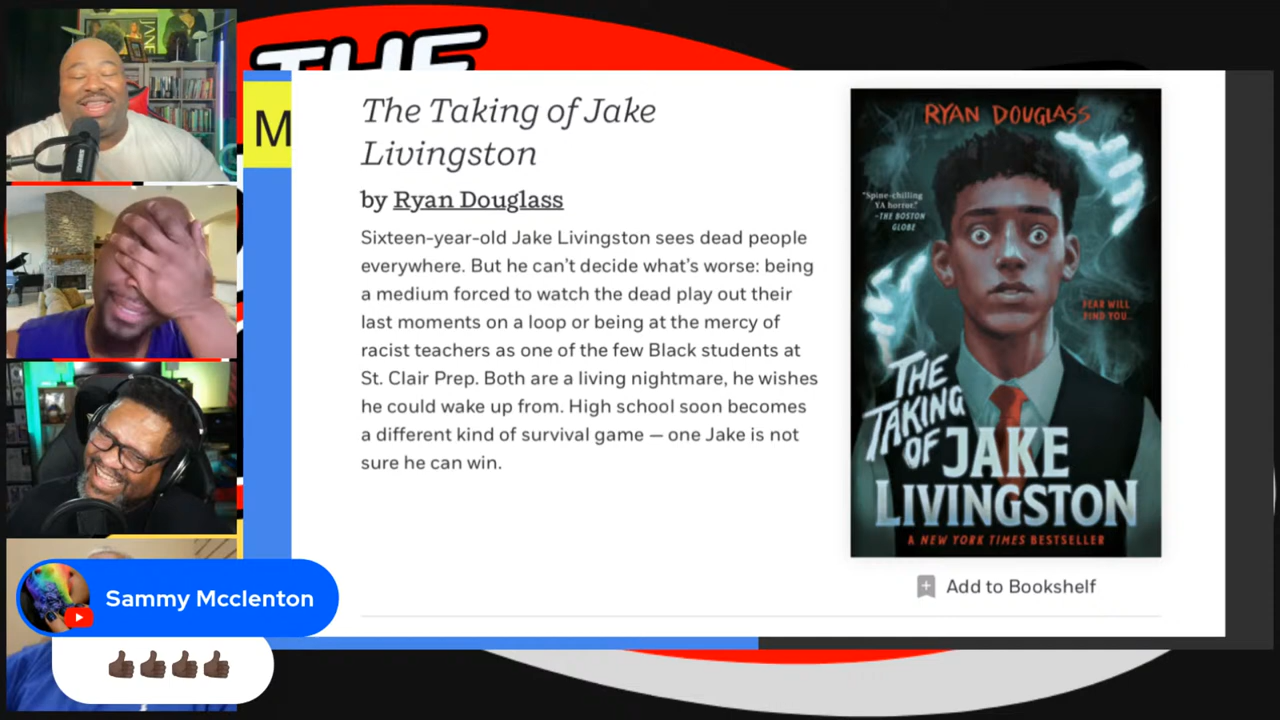 THE
M
The Taking of Jake
Livingston
by Ryan Douglass
Sixteen-year-old Jake Livingston sees dead people
everywhere. But he can’t decide what’s worse: being
a medium forced to watch the dead play out their
last moments on a loop or being at the mercy of
racist teachers as one of the few Black students at
St. Clair Prep. Both are a living nightmare, he wishes
he could wake up from. High school soon becomes
a different kind of survival game — one Jake is not
sure he can win.
RYAN DOUGLASS
“Spine-chilling
YA horror.”
–THE BOSTON
GLOBE
FEAR WILL
FIND YOU...
THE
TAKING
OF JAKE
LIVINGSTON
A NEW YORK TIMES BESTSELLER
Add to Bookshelf
Sammy Mcclenton